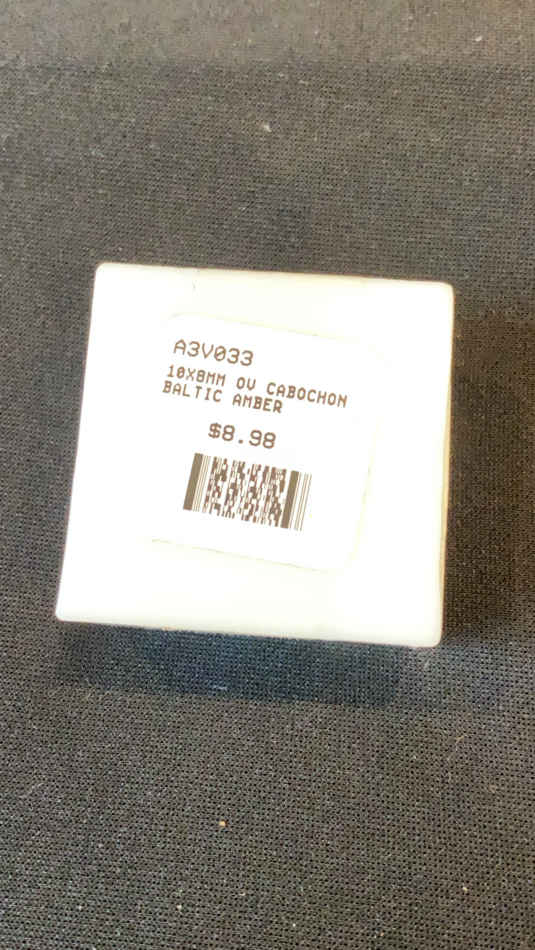 A3V033
10X8MM OV CABOCHON
BALTIC AMBER
$8.98